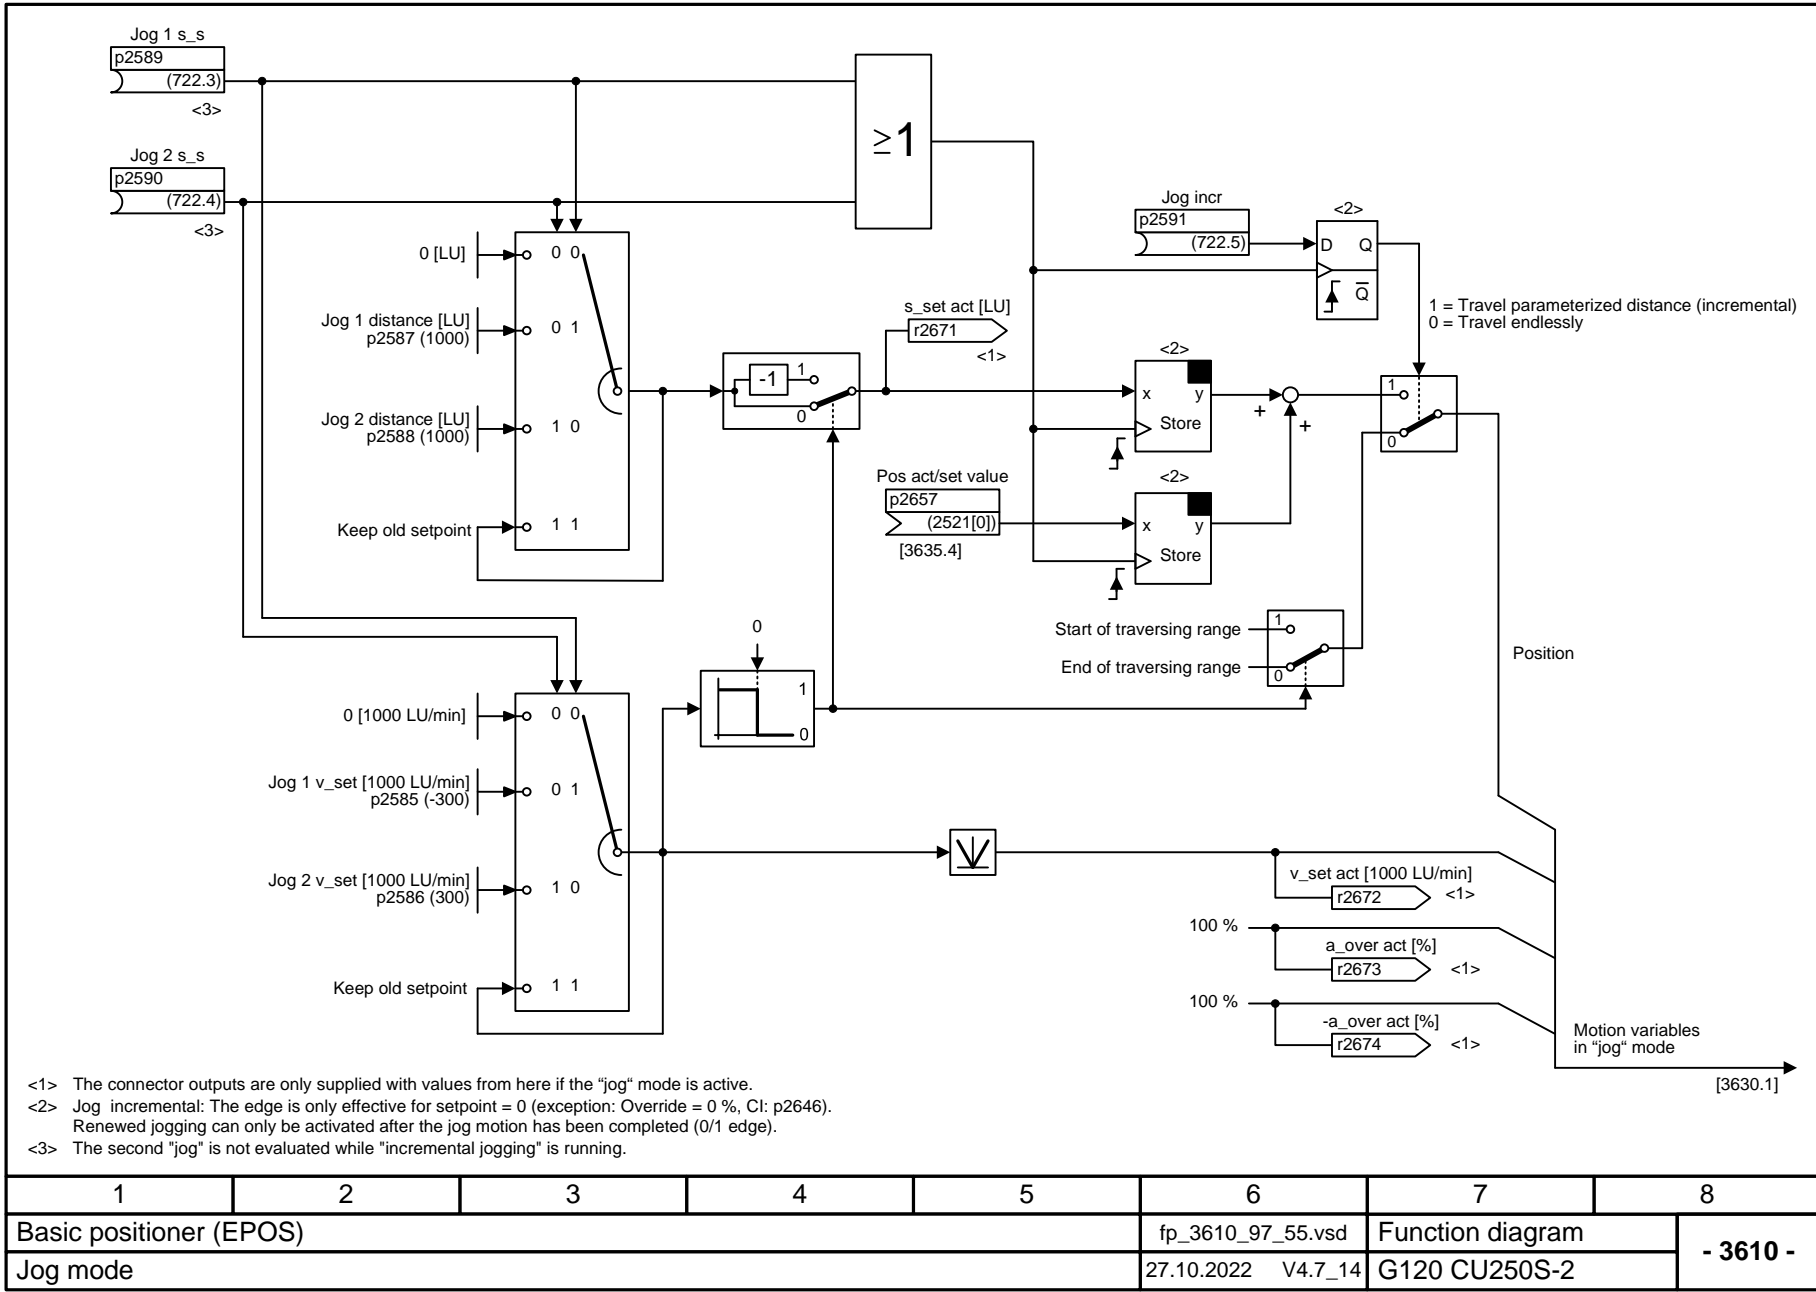 Jog 1 s_s
p2589
(722.3)
<3>
Jog 2 s_s
p2590
(722.4)
<3>
≥1
0 [LU]
0 0
Jog 1 distance [LU]
p2587 (1000)
0 1
Jog 2 distance [LU]
p2588 (1000)
1 0
Keep old setpoint
1 1
-1
1
0
s_set act [LU]
r2671
<1>
Pos act/set value
p2657
(2521[0])
[3635.4]
Jog incr
p2591
(722.5)
<2>
D Q
Q
1 = Travel parameterized distance (incremental)
0 = Travel endlessly
<2>
x y
Store
+
+
<2>
x y
Store
1
0
Start of traversing range
End of traversing range
1
0
Position
0
1
0
0 [1000 LU/min]
0 0
Jog 1 v_set [1000 LU/min]
p2585 (-300)
0 1
Jog 2 v_set [1000 LU/min]
p2586 (300)
1 0
Keep old setpoint
1 1
v_set act [1000 LU/min]
r2672
<1>
100 %
a_over act [%]
r2673
<1>
100 %
-a_over act [%]
r2674
<1>
Motion variables
in “jog“ mode
[3630.1]
<1> The connector outputs are only supplied with values from here if the “jog“ mode is active.
<2> Jog incremental: The edge is only effective for setpoint = 0 (exception: Override = 0 %, CI: p2646).
Renewed jogging can only be activated after the jog motion has been completed (0/1 edge).
<3> The second "jog" is not evaluated while "incremental jogging" is running.
1 2 3 4 5 6 7 8
Basic positioner (EPOS)
fp_3610_97_55.vsd
Function diagram
- 3610 -
Jog mode
27.10.2022 V4.7_14
G120 CU250S-2